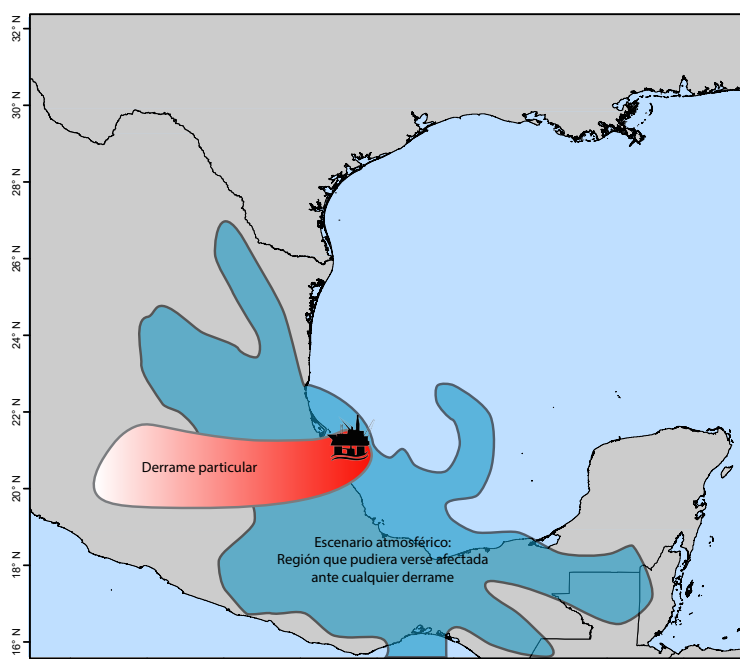 32° N
30° N
28° N
26° N
24° N
22° N
20° N
18° N
16° N
Derrame particular
Escenario atmosférico:
Región que pudiera verse afectada
ante cualquier derrame